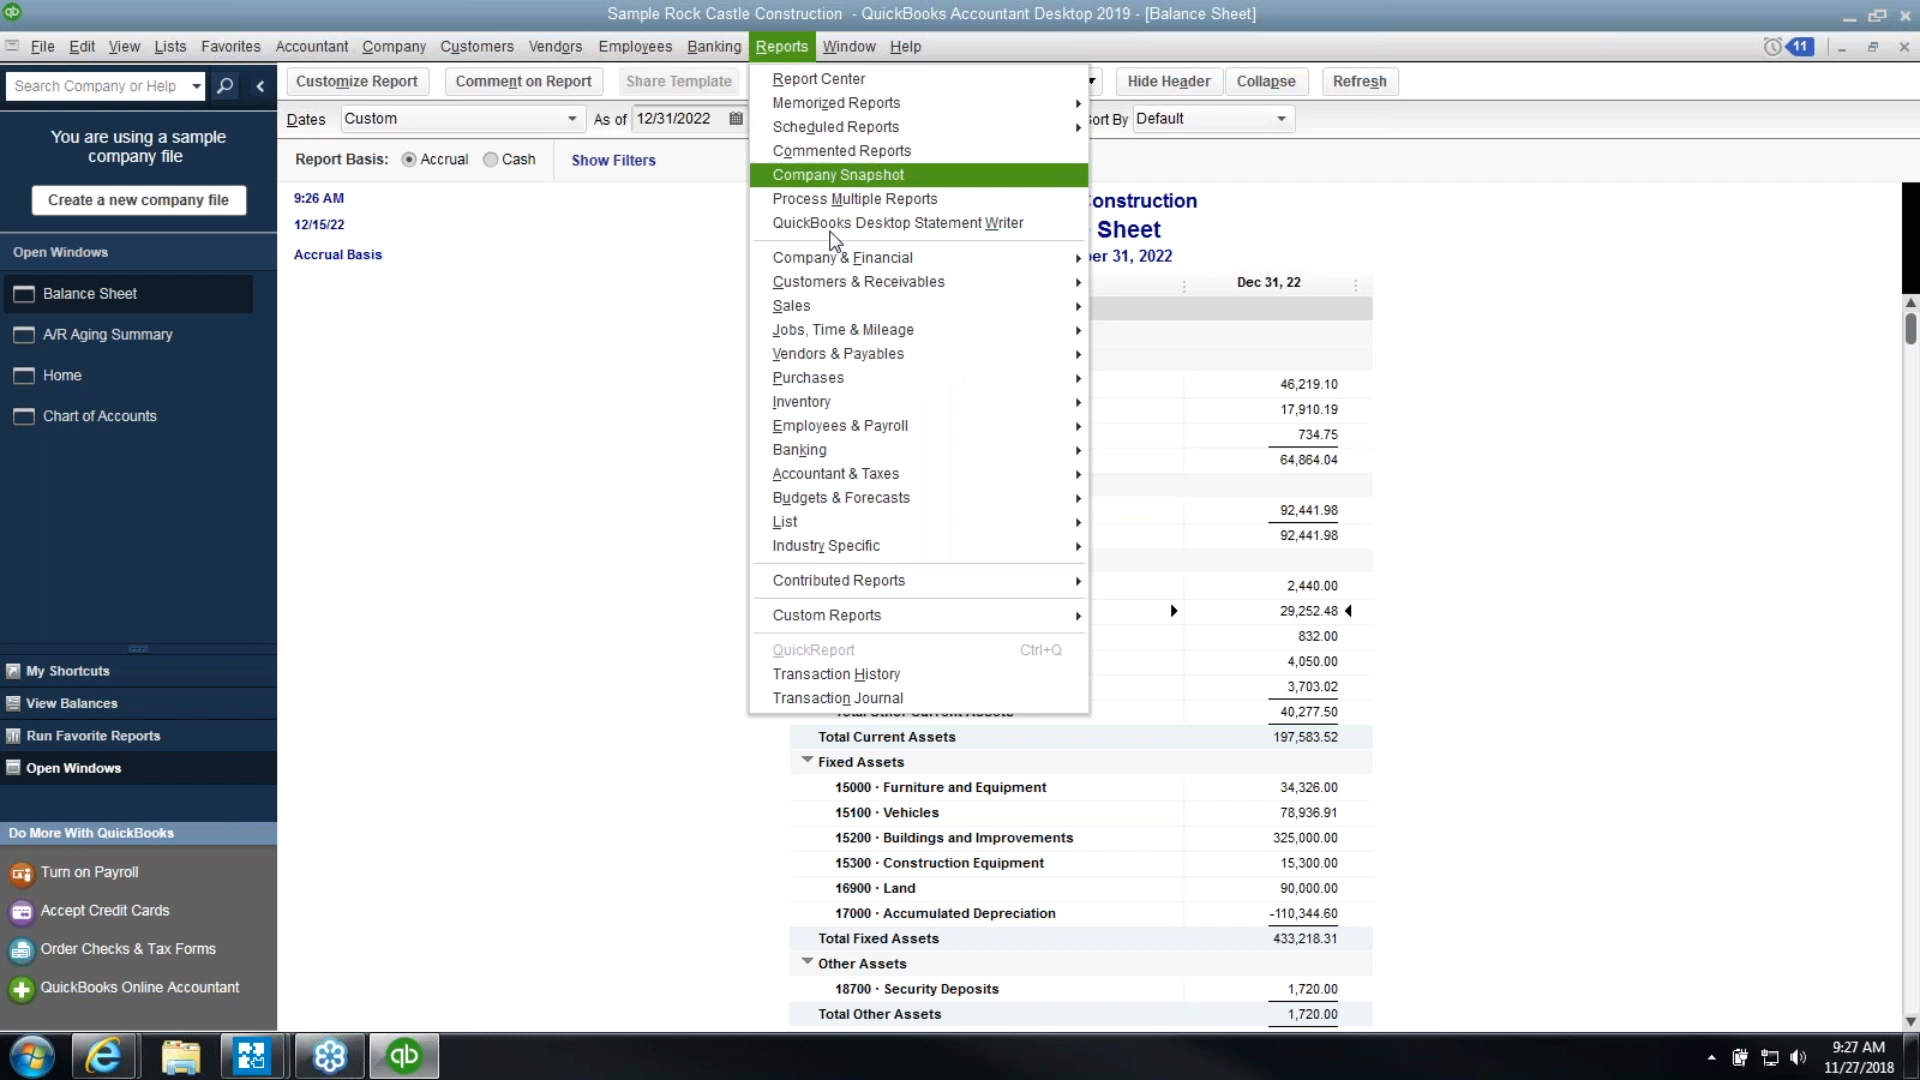 Sample Rock Castle Construction - QuickBooks Accountant Desktop 2019 - [Balance Sheet]
File Edit View Lists Favorites Accountant Company Customers Vendors Employees Banking Reports Window Help
11
Search Company or Help
Customize Report Comment on Report Share Template Hide Header Collapse Refresh
Dates Custom As of 12/31/2022 ort By Default
Report Basis: Accrual Cash Show Filters
You are using a sample
company file
Create a new company file
Open Windows
Balance Sheet
A/R Aging Summary
Home
Chart of Accounts
My Shortcuts
View Balances
Run Favorite Reports
Open Windows
Do More With QuickBooks
Turn on Payroll
Accept Credit Cards
Order Checks & Tax Forms
QuickBooks Online Accountant
9:26 AM
12/15/22
Accrual Basis
Report Center
Memorized Reports
Scheduled Reports
Commented Reports
Company Snapshot
Process Multiple Reports
QuickBooks Desktop Statement Writer
Company & Financial
Customers & Receivables
Sales
Jobs, Time & Mileage
Vendors & Payables
Purchases
Inventory
Employees & Payroll
Banking
Accountant & Taxes
Budgets & Forecasts
List
Industry Specific
Contributed Reports
Custom Reports
QuickReport Ctrl+Q
Transaction History
Transaction Journal
onstruction
Sheet
er 31, 2022
Dec 31, 22
46,219.10
17,910.19
734.75
64,864.04
92,441.98
92,441.98
2,440.00
29,252.48
832.00
4,050.00
3,703.02
Total Other Current Assets 40,277.50
Total Current Assets 197,583.52
Fixed Assets
15000 · Furniture and Equipment 34,326.00
15100 · Vehicles 78,936.91
15200 · Buildings and Improvements 325,000.00
15300 · Construction Equipment 15,300.00
16900 · Land 90,000.00
17000 · Accumulated Depreciation -110,344.60
Total Fixed Assets 433,218.31
Other Assets
18700 · Security Deposits 1,720.00
Total Other Assets 1,720.00
qb
9:27 AM
11/27/2018